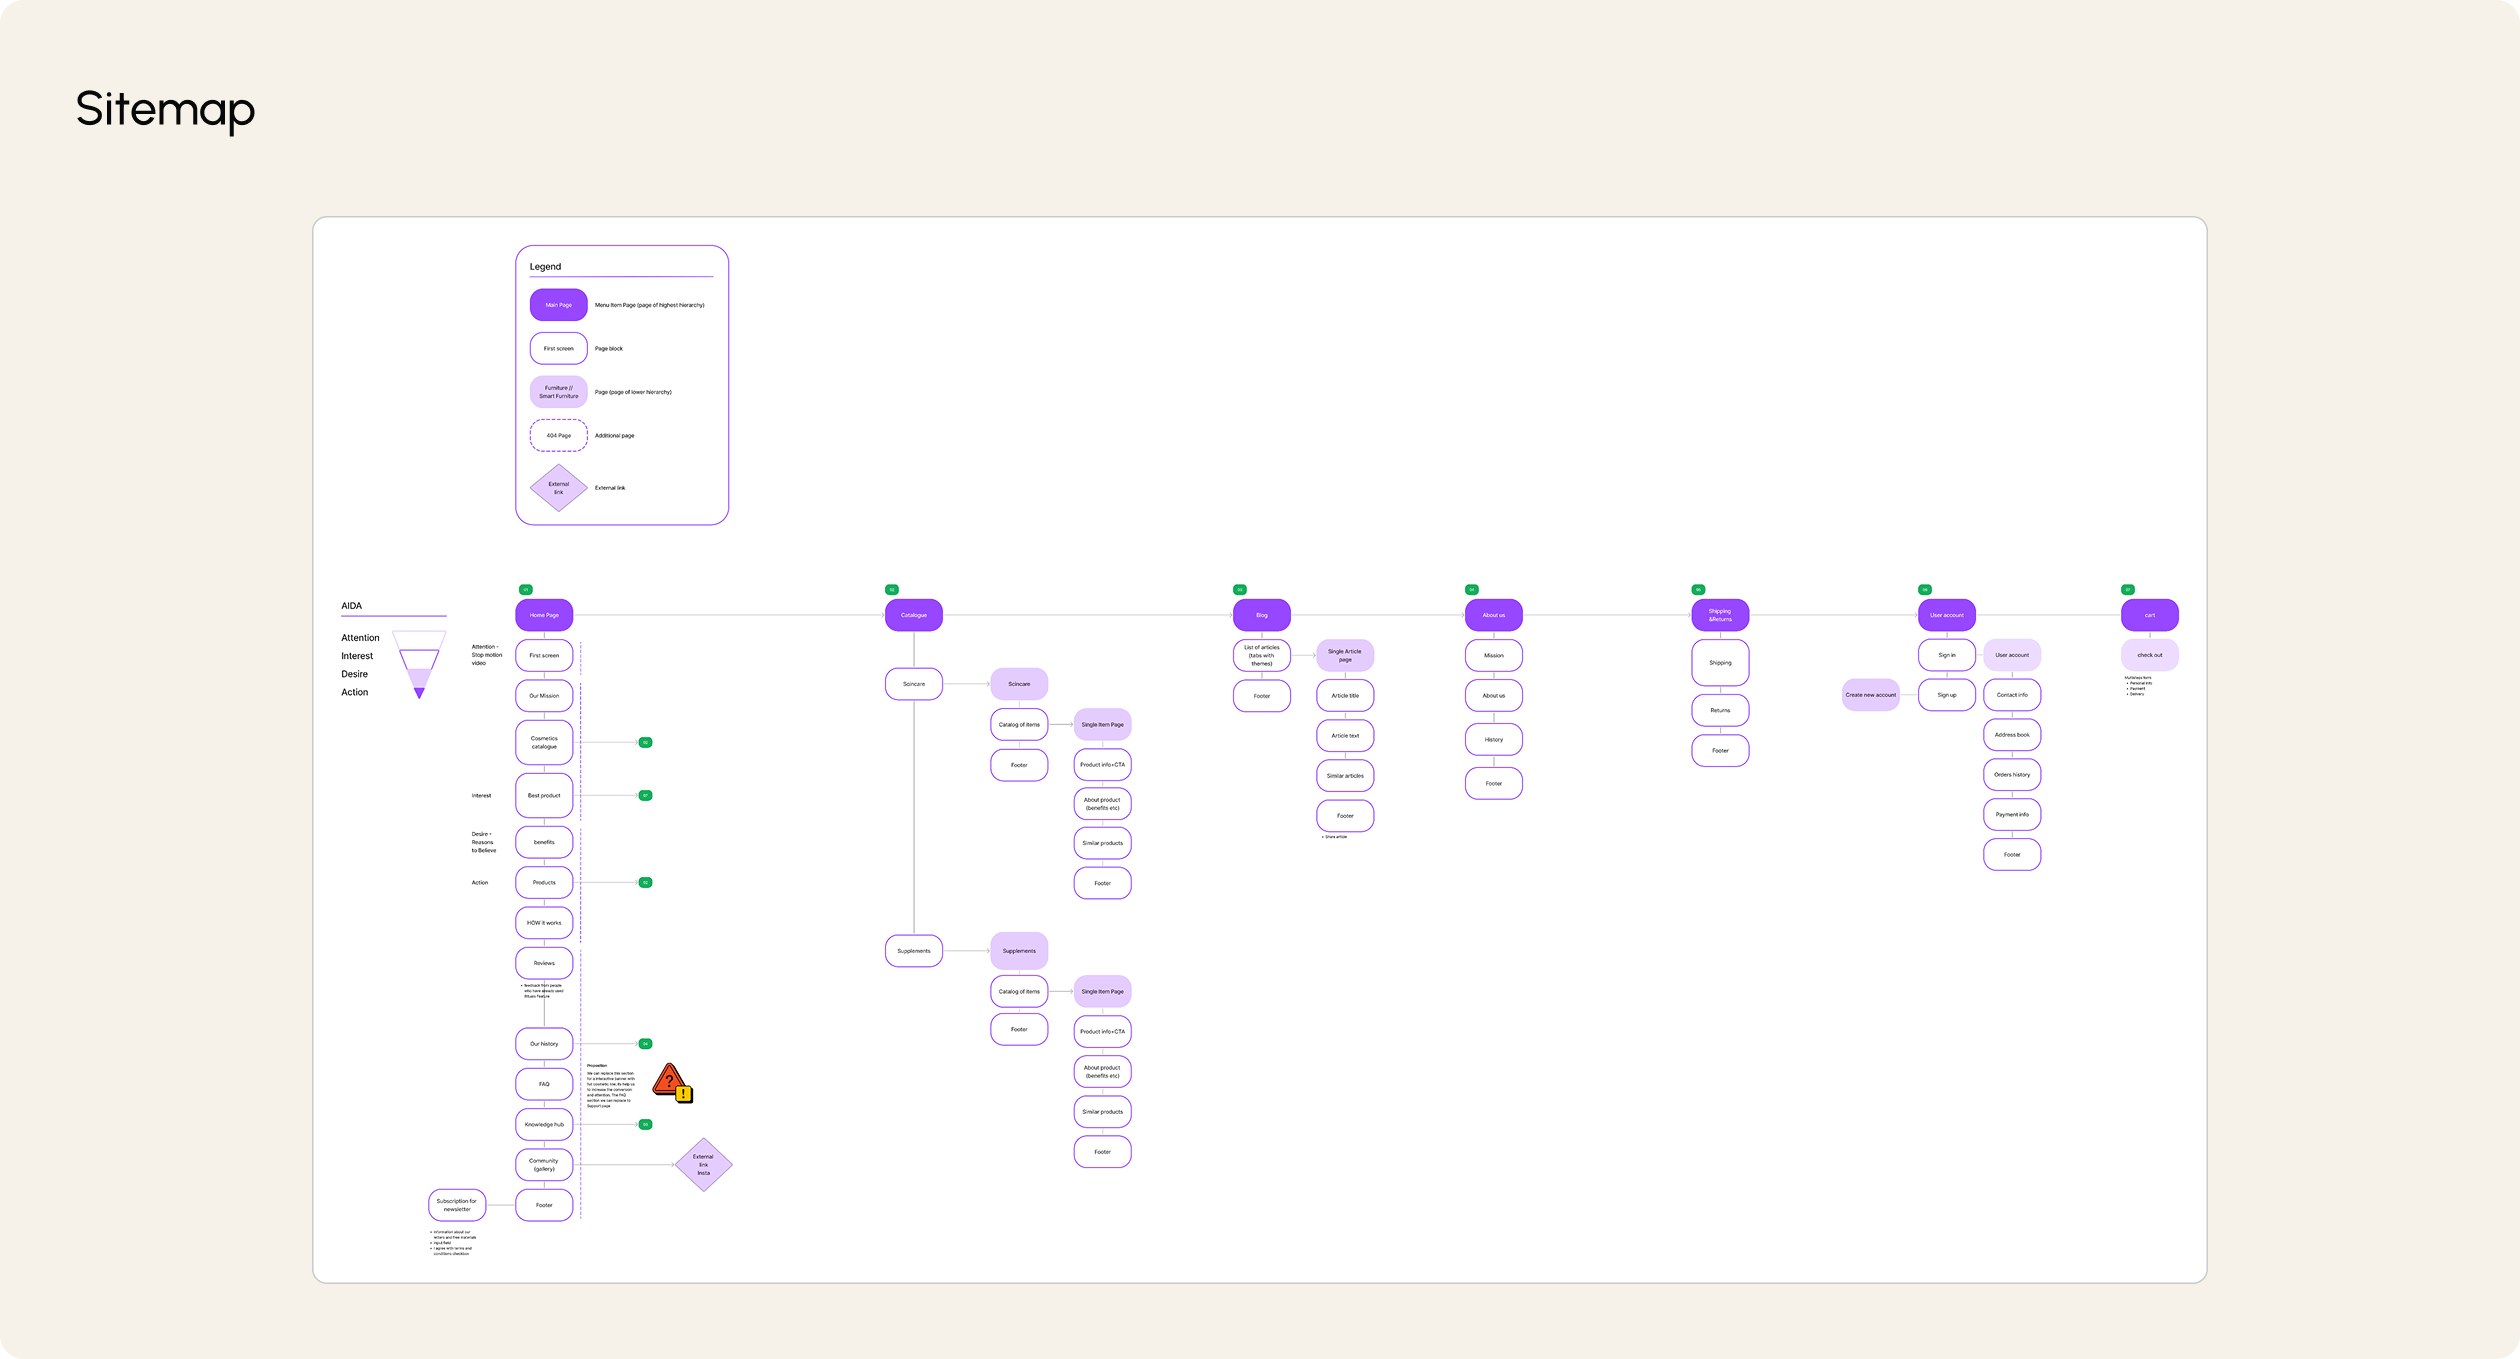 Sitemap
Legend
Main Page
Menu Item Page (page of highest hierarchy)
First screen
Page block
Furniture //
Smart Furniture
Page (page of lower hierarchy)
404 Page
Additional page
External
link
External link
AIDA
Attention
Interest
Desire
Action
01
Home Page
Attention -
Stop motion
video
First screen
Our Mission
Cosmetics
catalogue
02
Interest
Best product
07
Desire =
Reasons
to Believe
benefits
Action
Products
02
HOW it works
Reviews
Feedback from people
who have already used
Rituals Feature
Our history
04
FAQ
Proposition
We can replace this section
for a interactive banner with
full cosmetic line. Its help us
to increase the conversion
and attention. The FAQ
section we can replace to
Support page
Knowledge hub
03
Community
(gallery)
External
link
Insta
Subscription for
newsletter
Footer
Information about our
letters and free materials
Input field
I agree with terms and
conditions checkbox
02
Catalogue
Scincare
Scincare
Catalog of items
Footer
Single Item Page
Product info+CTA
About product
(benefits etc)
Similar products
Footer
Supplements
Supplements
Catalog of items
Footer
Single Item Page
Product info+CTA
About product
(benefits etc)
Similar products
Footer
03
Blog
List of articles
(tabs with
themes)
Footer
Single Article
page
Article title
Article text
Similar articles
Footer
Share article
04
About us
Mission
About us
History
Footer
05
Shipping
&Returns
Shipping
Returns
Footer
06
User account
Sign in
Sign up
Create new account
User account
Contact info
Address book
Orders history
Payment info
Footer
07
cart
check out
Multisteps form:
Personal Info
Payment
Delivery